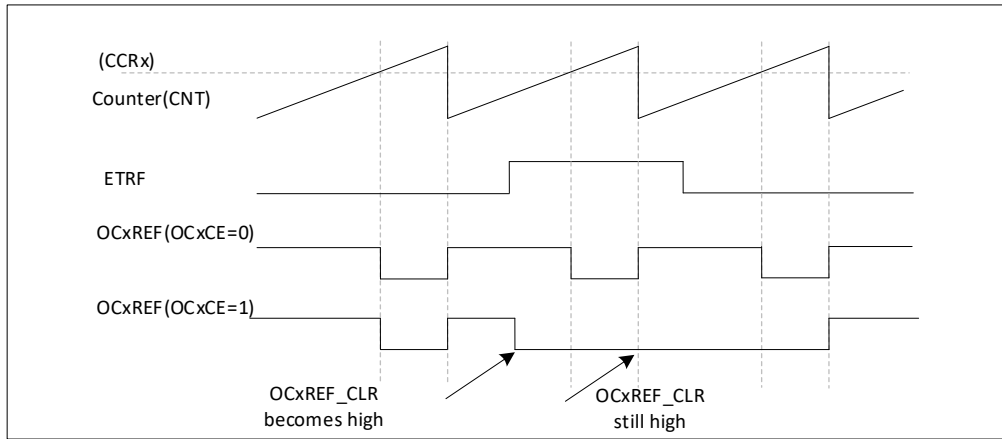 (CCRx)
Counter(CNT)
ETRF
OCxREF(OCxCE=0)
OCxREF(OCxCE=1)
OCxREF_CLR
becomes high
OCxREF_CLR
still high